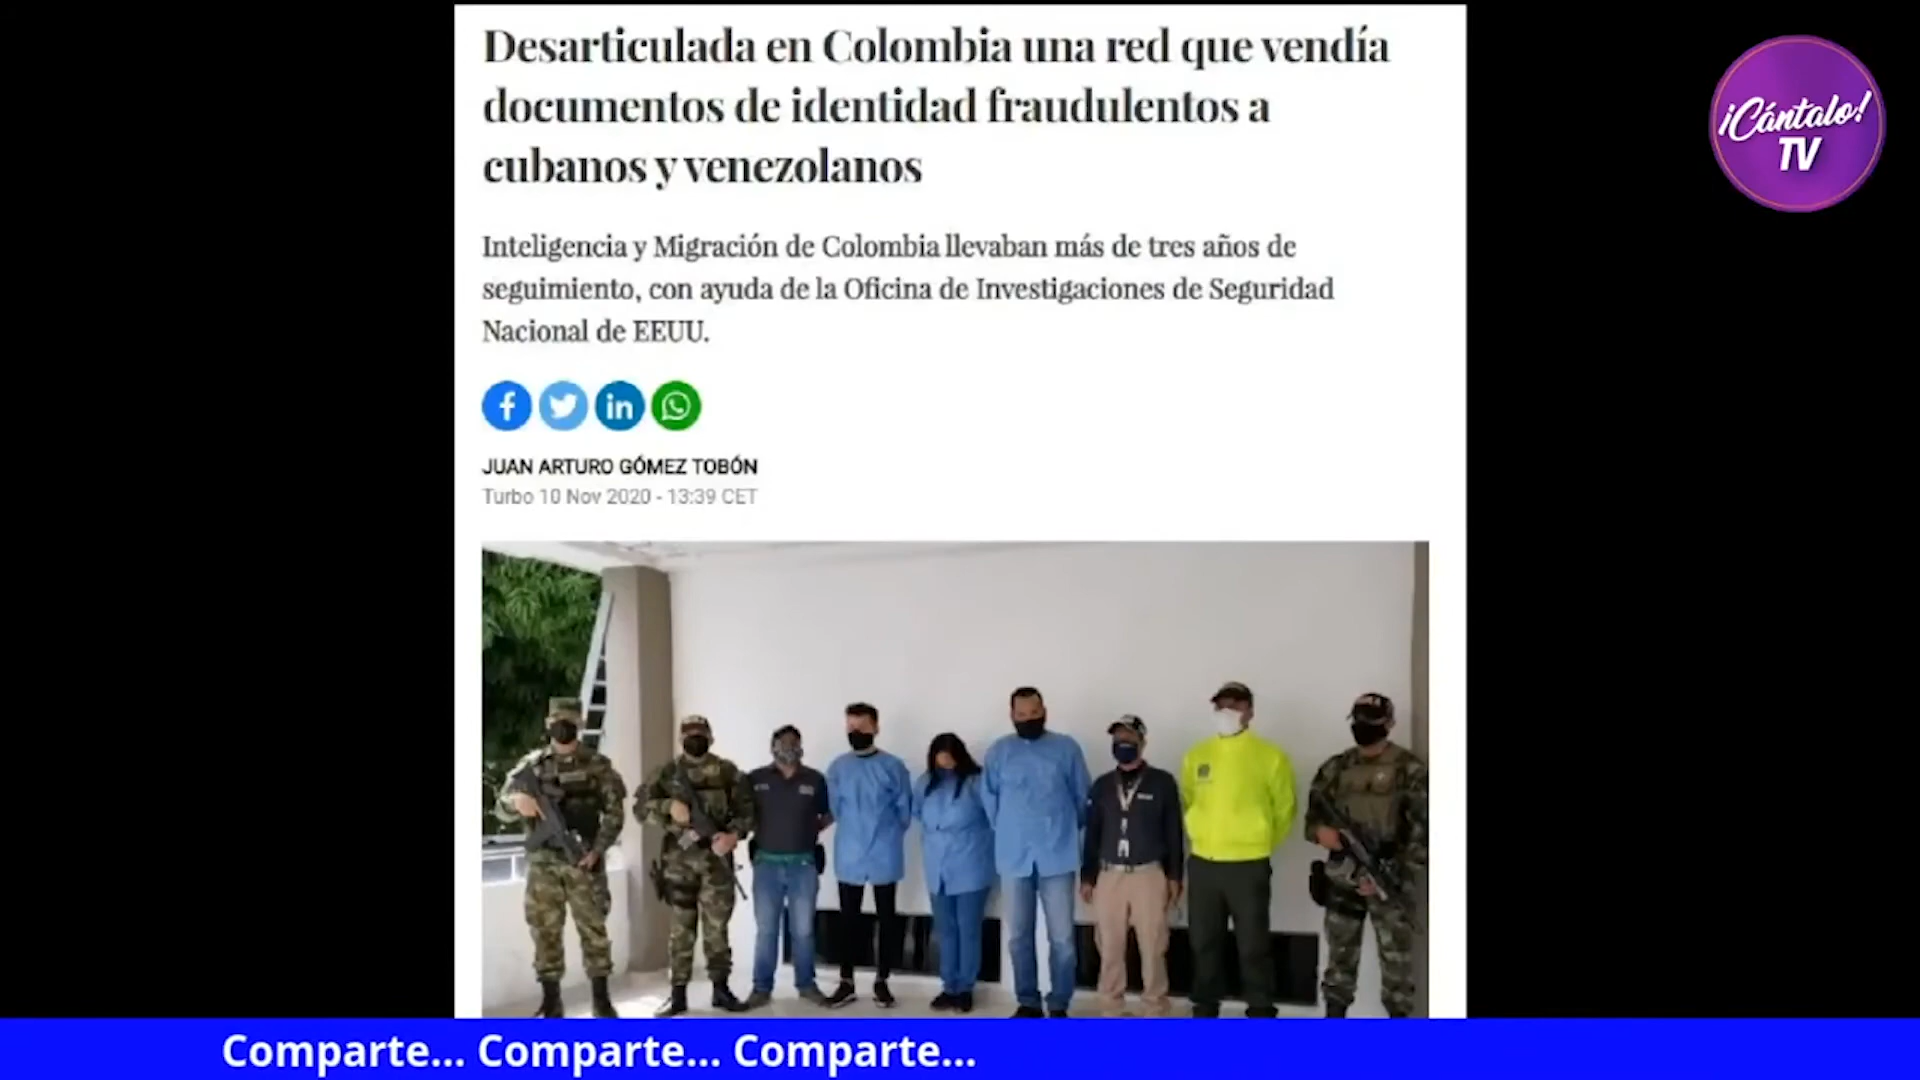 Desarticulada en Colombia una red que vendía
documentos de identidad fraudulentos a
cubanos y venezolanos
¡Cántalo!
TV
Inteligencia y Migración de Colombia llevaban más de tres años de
seguimiento, con ayuda de la Oficina de Investigaciones de Seguridad
Nacional de EEUU.
JUAN ARTURO GÓMEZ TOBÓN
Turbo 10 Nov 2020 - 13:39 CET
Comparte... Comparte... Comparte...